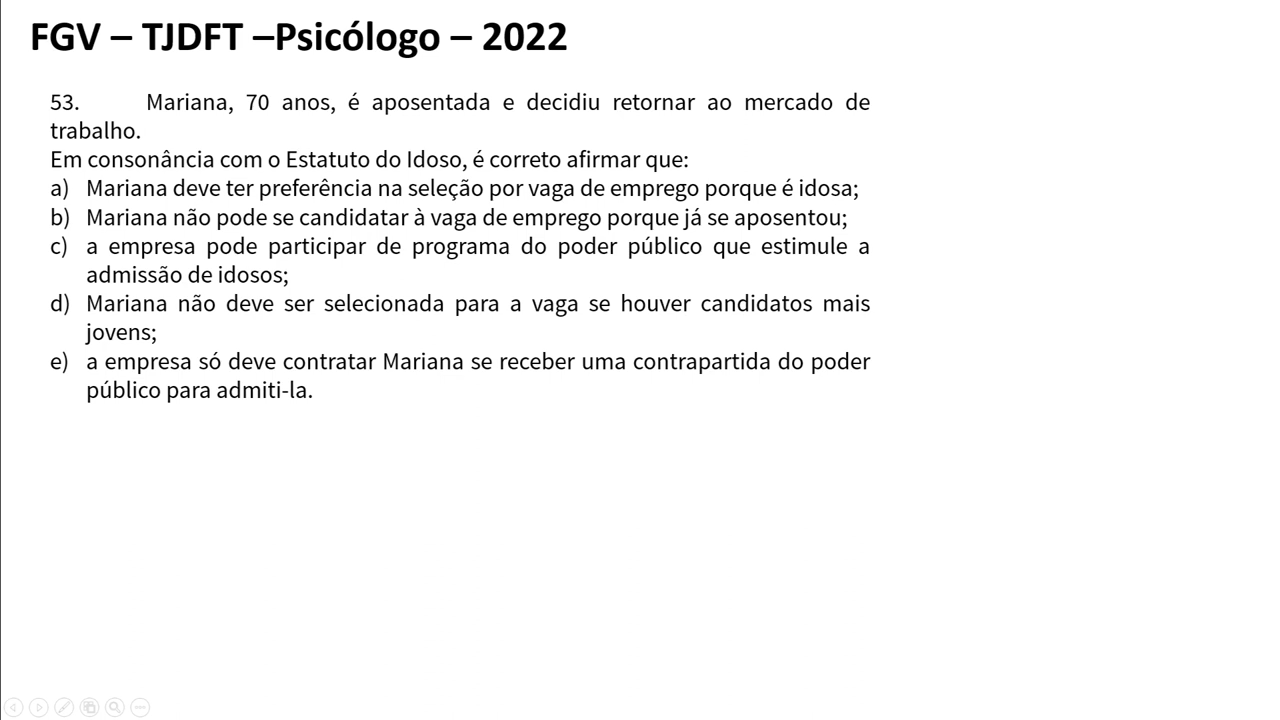 FGV – TJDFT –Psicólogo – 2022
53. Mariana, 70 anos, é aposentada e decidiu retornar ao mercado de
trabalho.
Em consonância com o Estatuto do Idoso, é correto afirmar que:
a) Mariana deve ter preferência na seleção por vaga de emprego porque é idosa;
b) Mariana não pode se candidatar à vaga de emprego porque já se aposentou;
c) a empresa pode participar de programa do poder público que estimule a
admissão de idosos;
d) Mariana não deve ser selecionada para a vaga se houver candidatos mais
jovens;
e) a empresa só deve contratar Mariana se receber uma contrapartida do poder
público para admiti-la.